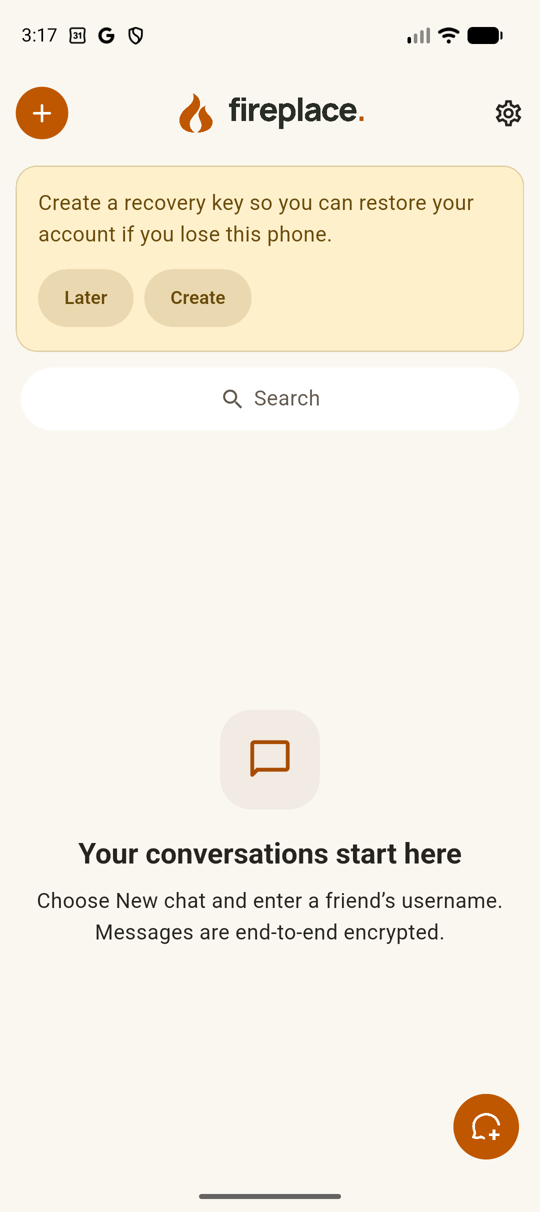 3:17
31
G
fireplace.
Create a recovery key so you can restore your
account if you lose this phone.
Later
Create
Search
Your conversations start here
Choose New chat and enter a friend’s username.
Messages are end-to-end encrypted.